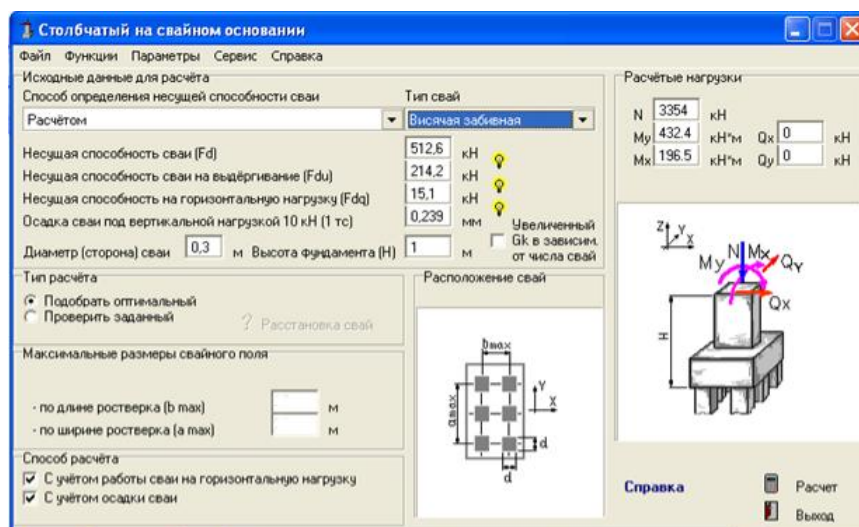 Столбчатый на свайном основании
Файл Функции Параметры Сервис Справка
Исходные данные для расчёта
Способ определения несущей способности сваи Тип свай
Расчётом Висячая забивная
Несущая способность сваи (Fd) 512,6 кН
Несущая способность сваи на выдёргивание (Fdu) 214,2 кН
Несущая способность на горизонтальную нагрузку (Fdq) 15,1 кН
Осадка сваи под вертикальной нагрузкой 10 кН (1 тс) 0,239 мм
Диаметр (сторона) сваи 0,3 м Высота фундамента (H) 1 м
Увеличенный
Gk в зависим.
от числа свай
Расчётые нагрузки
N 3354 кН
My 432.4 кН*м Qx 0 кН
Mx 196.5 кН*м Qy 0 кН
Тип расчёта
Подобрать оптимальный
Проверить заданный
? Расстановка свай
Максимальные размеры свайного поля
- по длине ростверка (b max) м
- по ширине ростверка (a max) м
Способ расчёта
С учётом работы сваи на горизонтальную нагрузку
С учётом осадки сваи
Расположение свай
bmax
amax
Y
X
d
d
Z Y
X
N Mx
My QY
Qx
H
Справка
Расчет
Выход